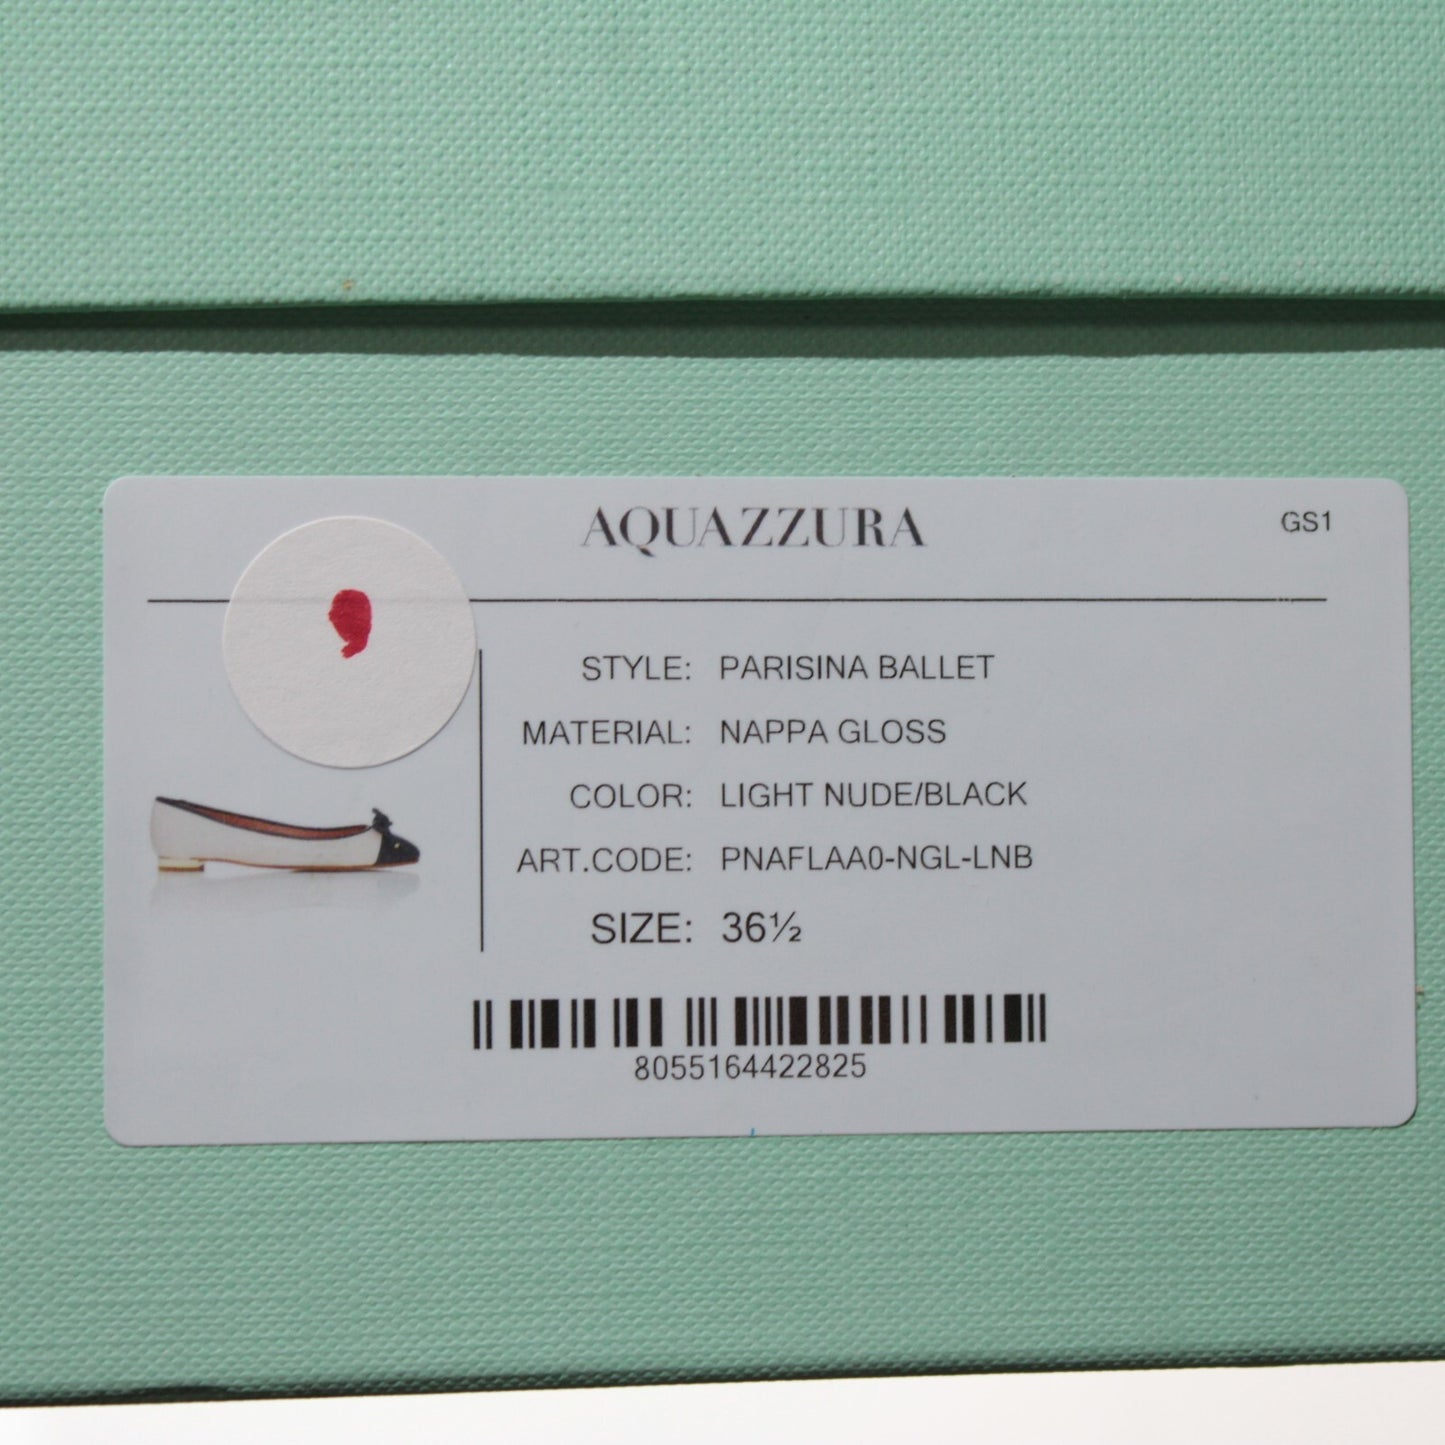 AQUAZZURA
GS1
STYLE: PARISINA BALLET
MATERIAL: NAPPA GLOSS
COLOR: LIGHT NUDE/BLACK
ART.CODE: PNAFLAA0-NGL-LNB
SIZE: 36½
8055164422825